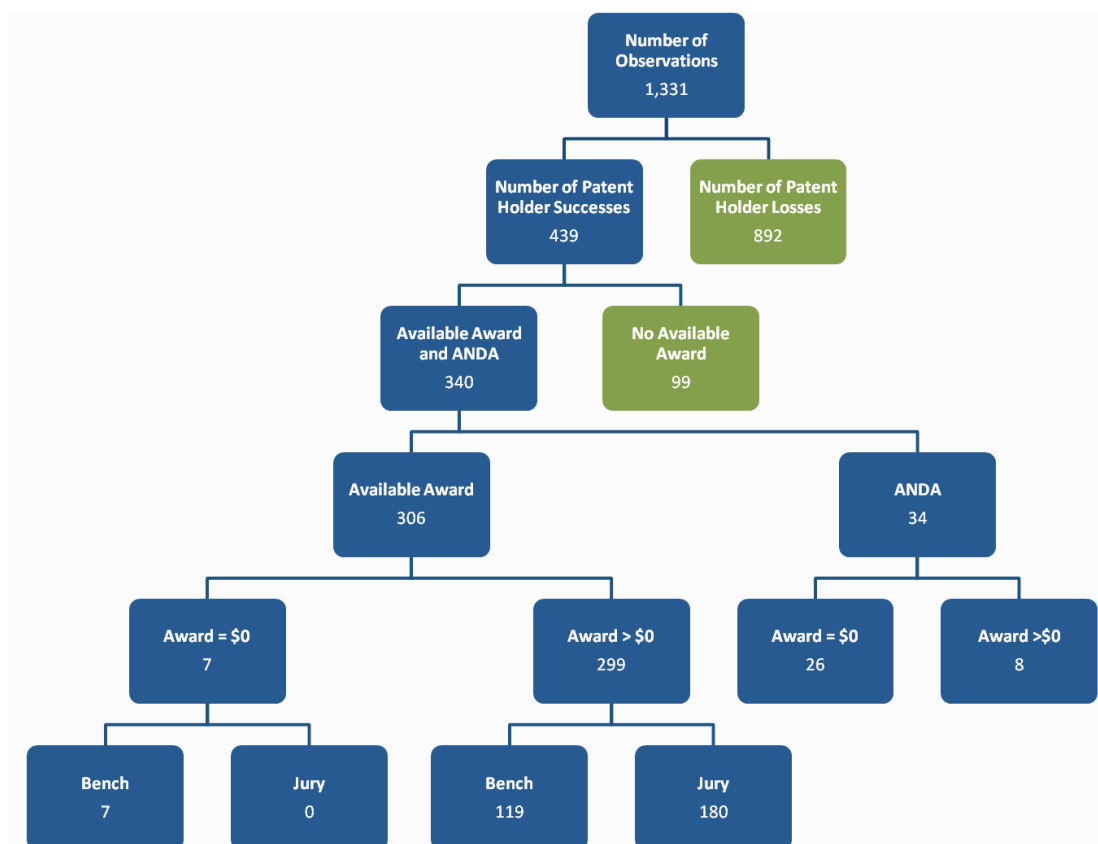 Number of
Observations
1,331
Number of Patent
Holder Successes
439
Number of Patent
Holder Losses
892
Available Award
and ANDA
340
No Available
Award
99
Available Award
306
ANDA
34
Award = $0
7
Award > $0
299
Award = $0
26
Award >$0
8
Bench
7
Jury
0
Bench
119
Jury
180